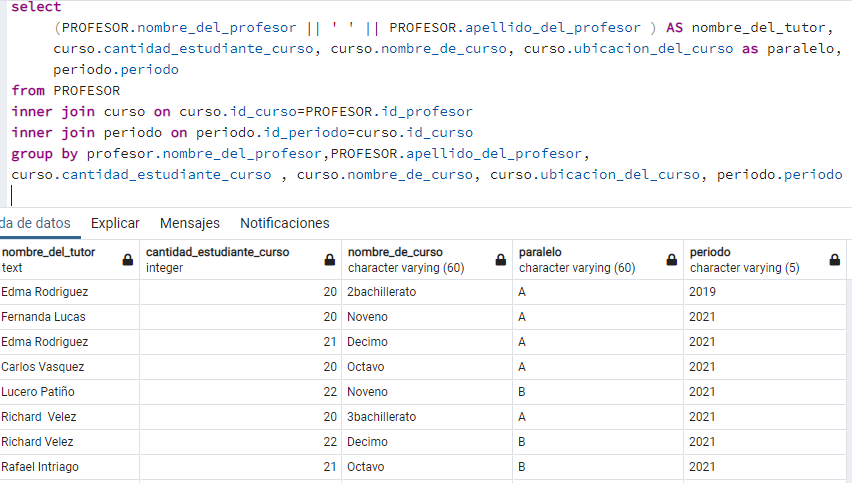 select
(PROFESOR.nombre_del_profesor || ' ' || PROFESOR.apellido_del_profesor ) AS nombre_del_tutor,
curso.cantidad_estudiante_curso, curso.nombre_de_curso, curso.ubicacion_del_curso as paralelo,
periodo.periodo
from PROFESOR
inner join curso on curso.id_curso=PROFESOR.id_profesor
inner join periodo on periodo.id_periodo=curso.id_curso
group by profesor.nombre_del_profesor,PROFESOR.apellido_del_profesor,
curso.cantidad_estudiante_curso , curso.nombre_de_curso, curso.ubicacion_del_curso, periodo.periodo
da de datos Explicar Mensajes Notificaciones
nombre_del_tutor cantidad_estudiante_curso nombre_de_curso paralelo periodo
text integer character varying (60) character varying (60) character varying (5)
Edma Rodriguez 20 2bachillerato A 2019
Fernanda Lucas 20 Noveno A 2021
Edma Rodriguez 21 Decimo A 2021
Carlos Vasquez 20 Octavo A 2021
Lucero Patiño 22 Noveno B 2021
Richard  Velez 20 3bachillerato A 2021
Richard Velez 22 Decimo B 2021
Rafael Intriago 21 Octavo B 2021